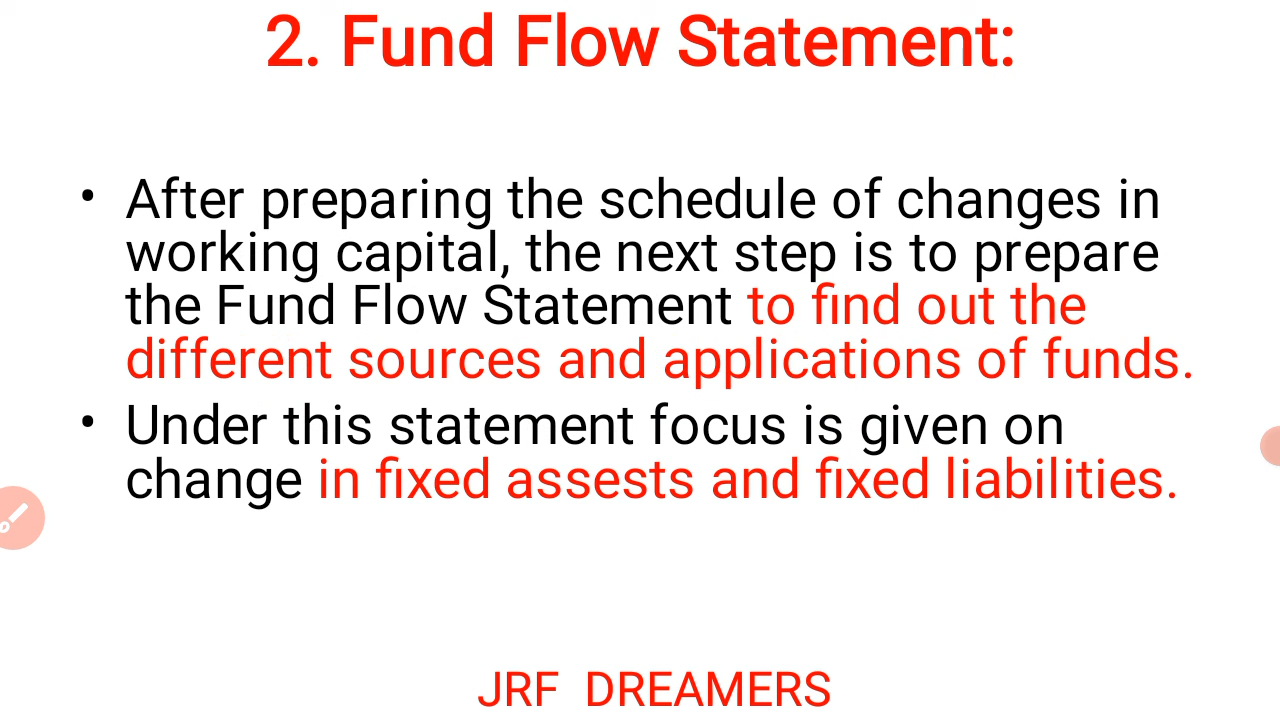 2. Fund Flow Statement:
• After preparing the schedule of changes in
working capital, the next step is to prepare
the Fund Flow Statement to find out the
different sources and applications of funds.
• Under this statement focus is given on
change in fixed assests and fixed liabilities.
JRF DREAMERS